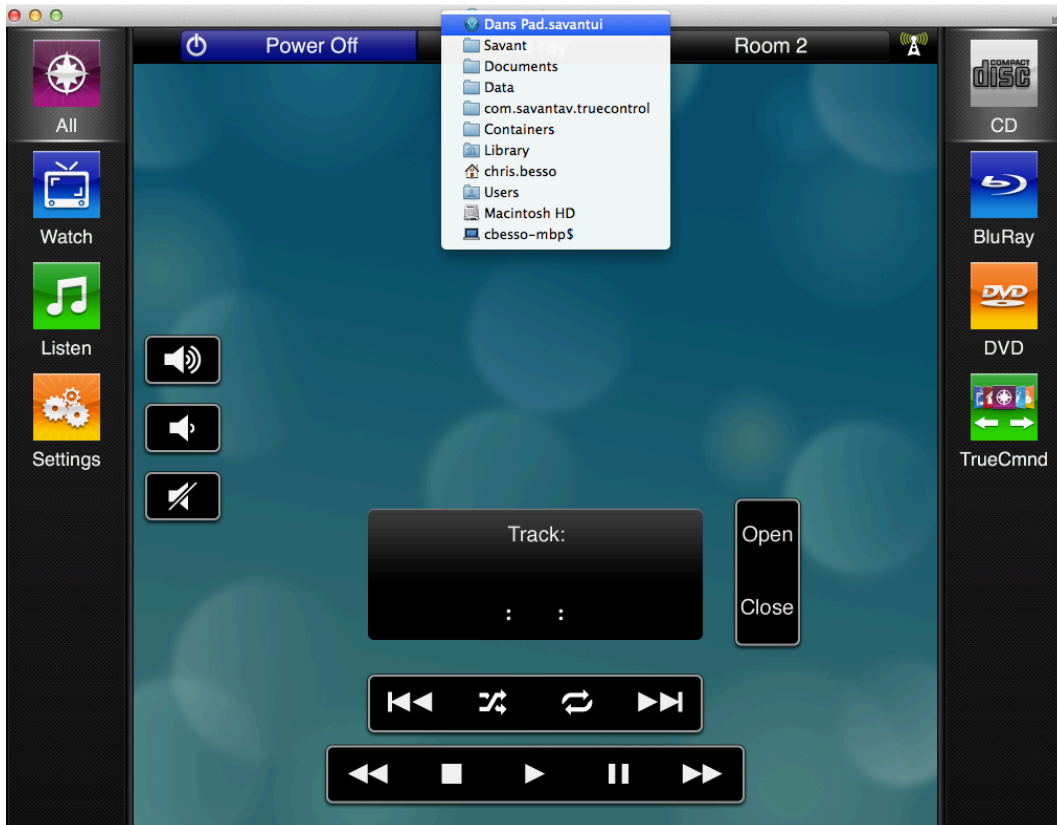 Dans Pad.savantui
Savant
Documents
Data
com.savantav.truecontrol
Containers
Library
chris.besso
Users
Macintosh HD
cbesso-mbp$
Power Off
Room 2
All
Watch
Listen
Settings
Track:
: :
Open
Close
COMPACT
disc
CD
BluRay
DVD
DVD
TrueCmnd